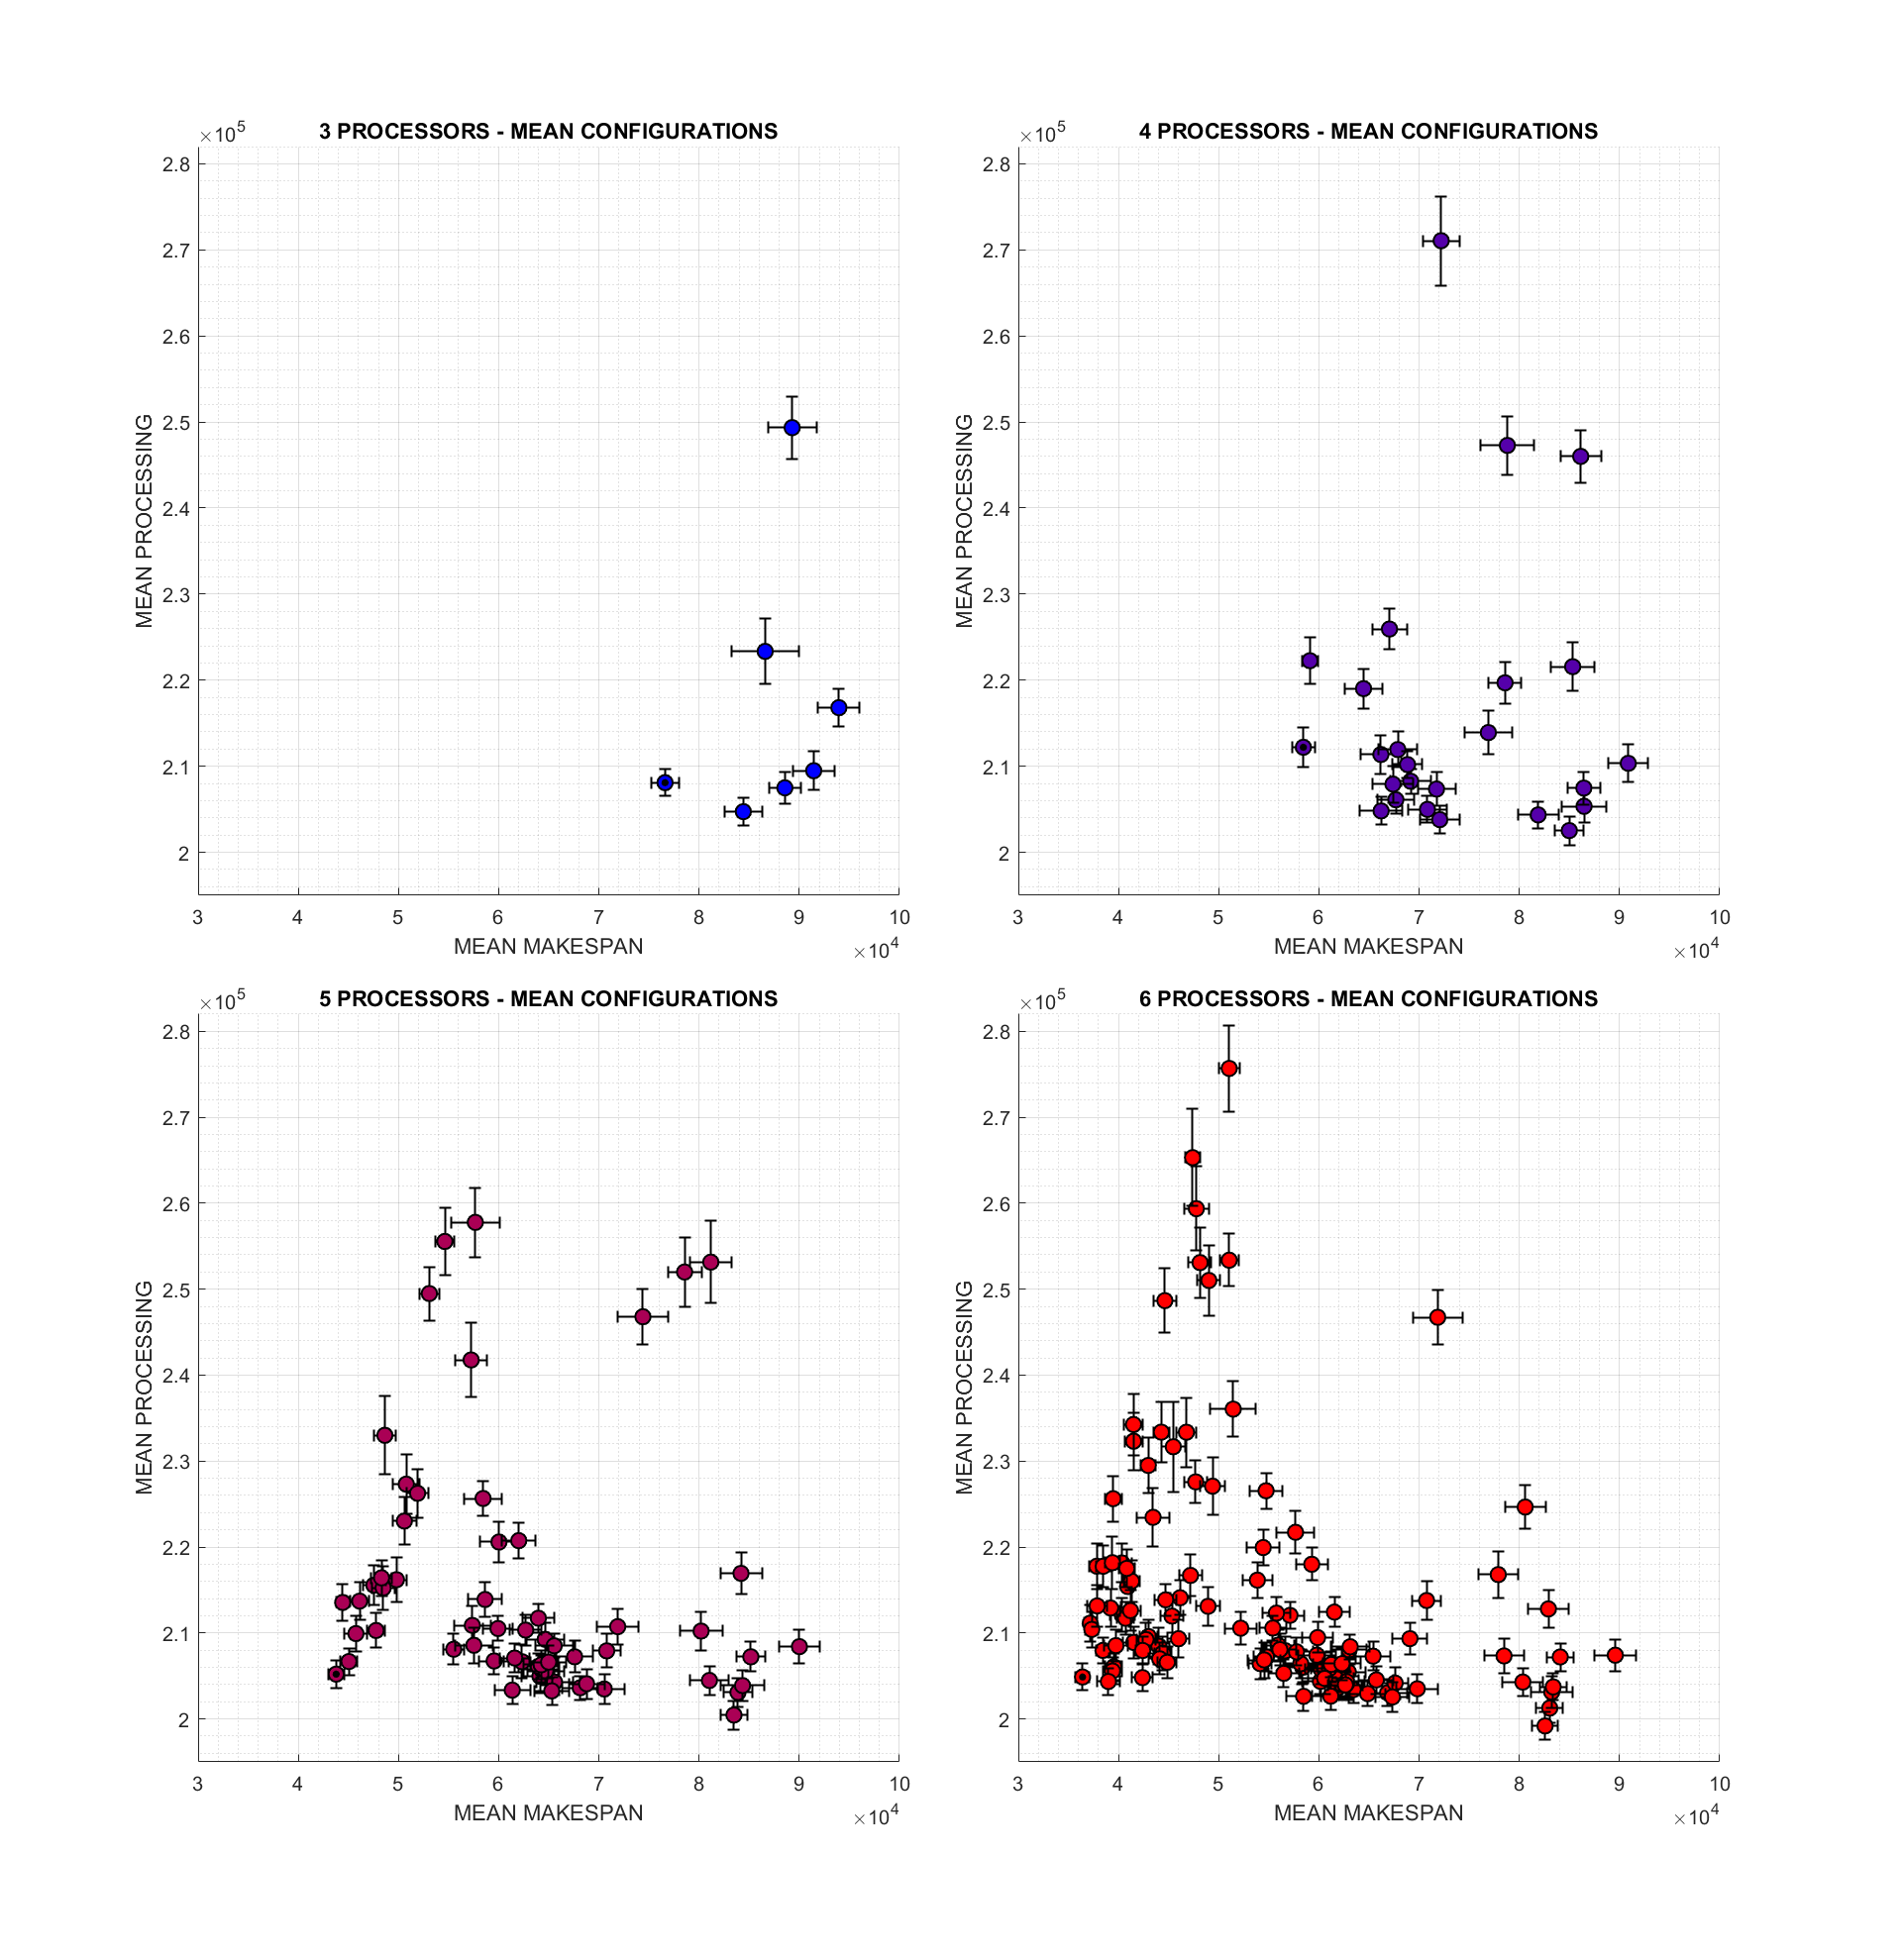 3 PROCESSORS - MEAN CONFIGURATIONS
×10^5
2.8
2.7
2.6
2.5
2.4
2.3
2.2
2.1
2
MEAN PROCESSING
3 4 5 6 7 8 9 10
MEAN MAKESPAN
×10^4
4 PROCESSORS - MEAN CONFIGURATIONS
×10^5
2.8
2.7
2.6
2.5
2.4
2.3
2.2
2.1
2
MEAN PROCESSING
3 4 5 6 7 8 9 10
MEAN MAKESPAN
×10^4
5 PROCESSORS - MEAN CONFIGURATIONS
×10^5
2.8
2.7
2.6
2.5
2.4
2.3
2.2
2.1
2
MEAN PROCESSING
3 4 5 6 7 8 9 10
MEAN MAKESPAN
×10^4
6 PROCESSORS - MEAN CONFIGURATIONS
×10^5
2.8
2.7
2.6
2.5
2.4
2.3
2.2
2.1
2
MEAN PROCESSING
3 4 5 6 7 8 9 10
MEAN MAKESPAN
×10^4